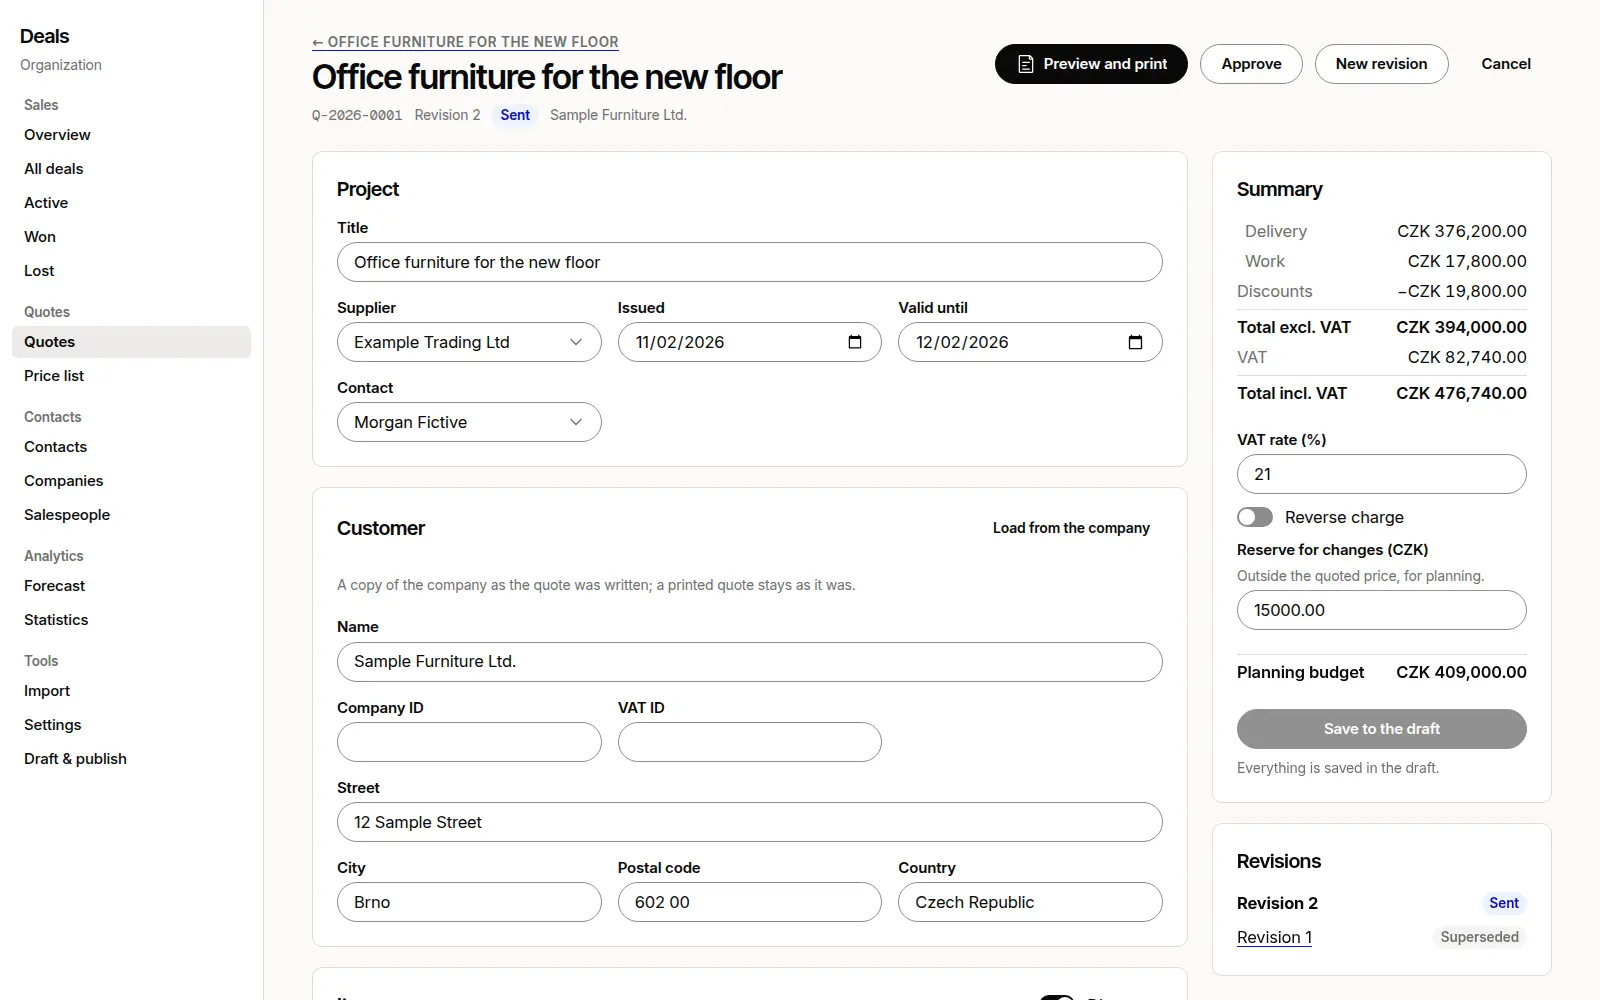 Deals
Organization
Sales
Overview
All deals
Active
Won
Lost
Quotes
Quotes
Price list
Contacts
Contacts
Companies
Salespeople
Analytics
Forecast
Statistics
Tools
Import
Settings
Draft & publish
← OFFICE FURNITURE FOR THE NEW FLOOR
Office furniture for the new floor
Q-2026-0001 Revision 2 Sent Sample Furniture Ltd.
Preview and print Approve New revision Cancel
Project
Title
Office furniture for the new floor
Supplier Issued Valid until
Example Trading Ltd 11/02/2026 12/02/2026
Contact
Morgan Fictive
Customer Load from the company
A copy of the company as the quote was written; a printed quote stays as it was.
Name
Sample Furniture Ltd.
Company ID VAT ID
Street
12 Sample Street
City Postal code Country
Brno 602 00 Czech Republic
Summary
Delivery CZK 376,200.00
Work CZK 17,800.00
Discounts −CZK 19,800.00
Total excl. VAT CZK 394,000.00
VAT CZK 82,740.00
Total incl. VAT CZK 476,740.00
VAT rate (%)
21
Reverse charge
Reserve for changes (CZK)
Outside the quoted price, for planning.
15000.00
Planning budget CZK 409,000.00
Save to the draft
Everything is saved in the draft.
Revisions
Revision 2 Sent
Revision 1 Superseded